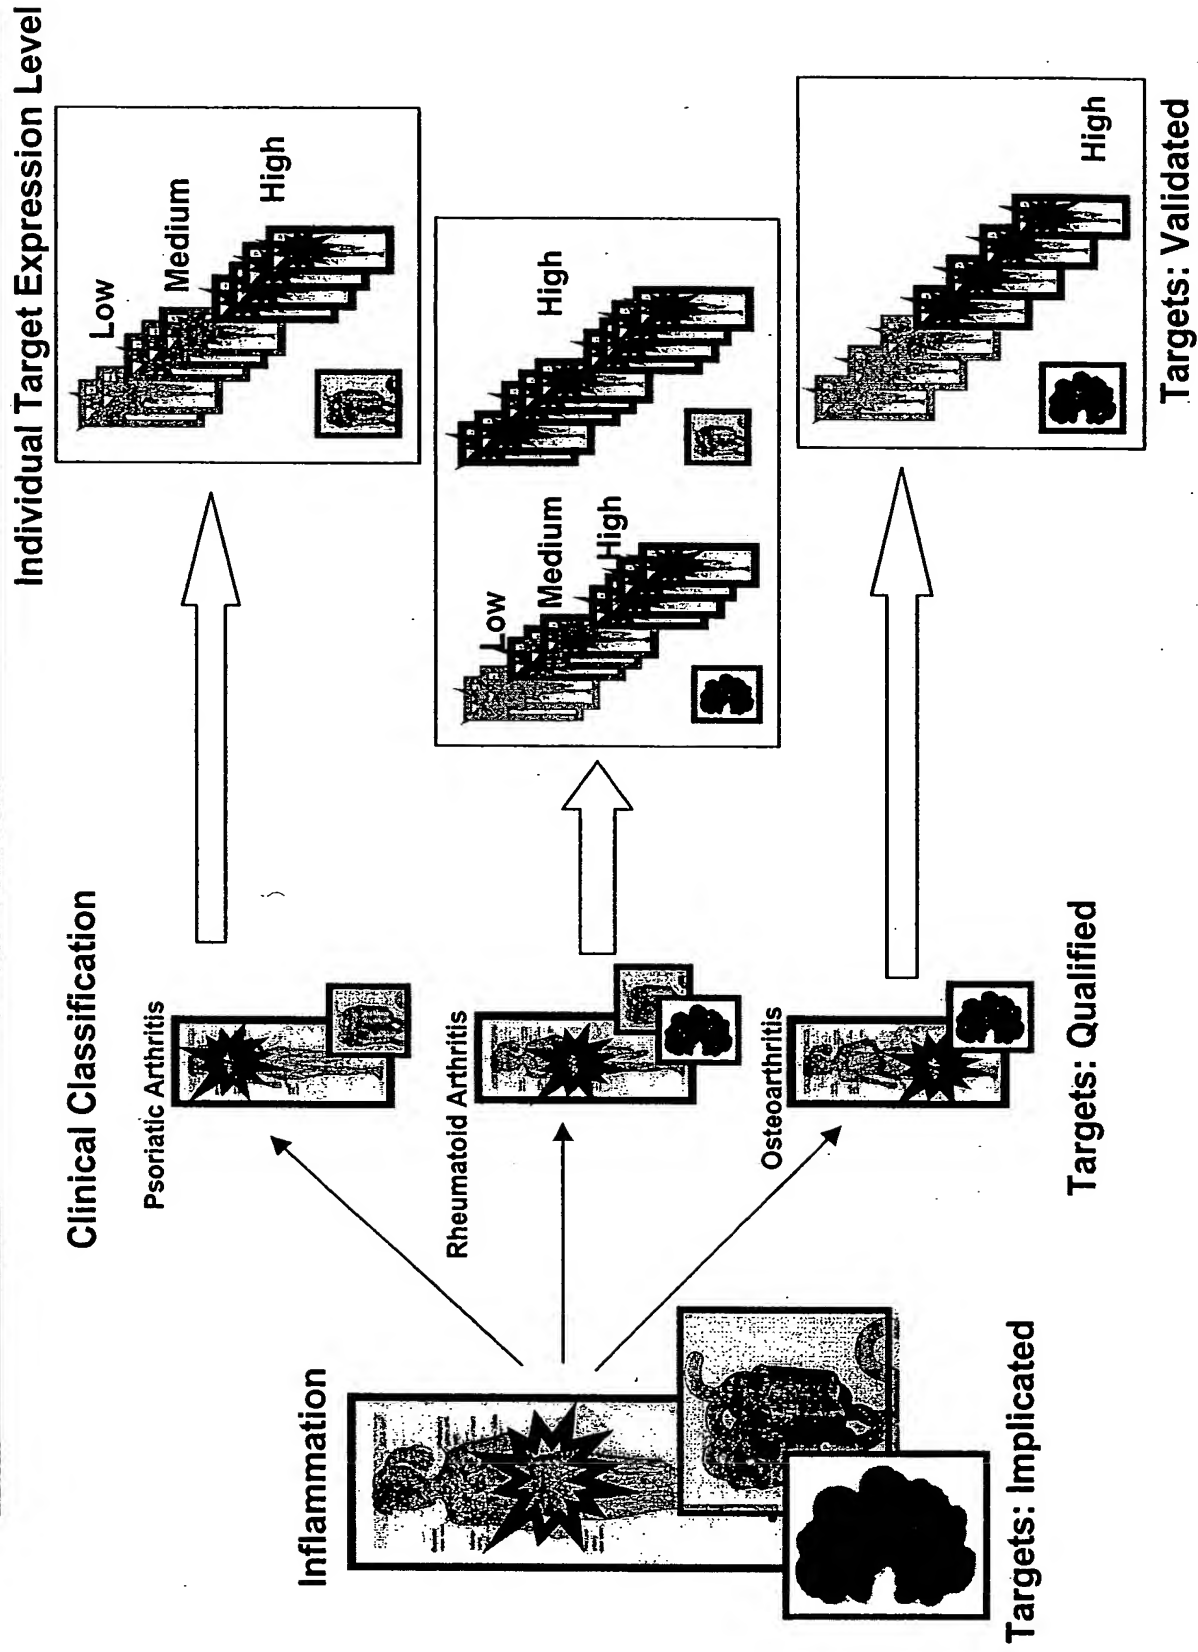 Inflammation
Targets: Implicated
Clinical Classification
Psoriatic Arthritis
Rheumatoid Arthritis
Osteoarthritis
Targets: Qualified
Individual Target Expression Level
Low
Medium
High
Low
Medium
High
High
High
Targets: Validated